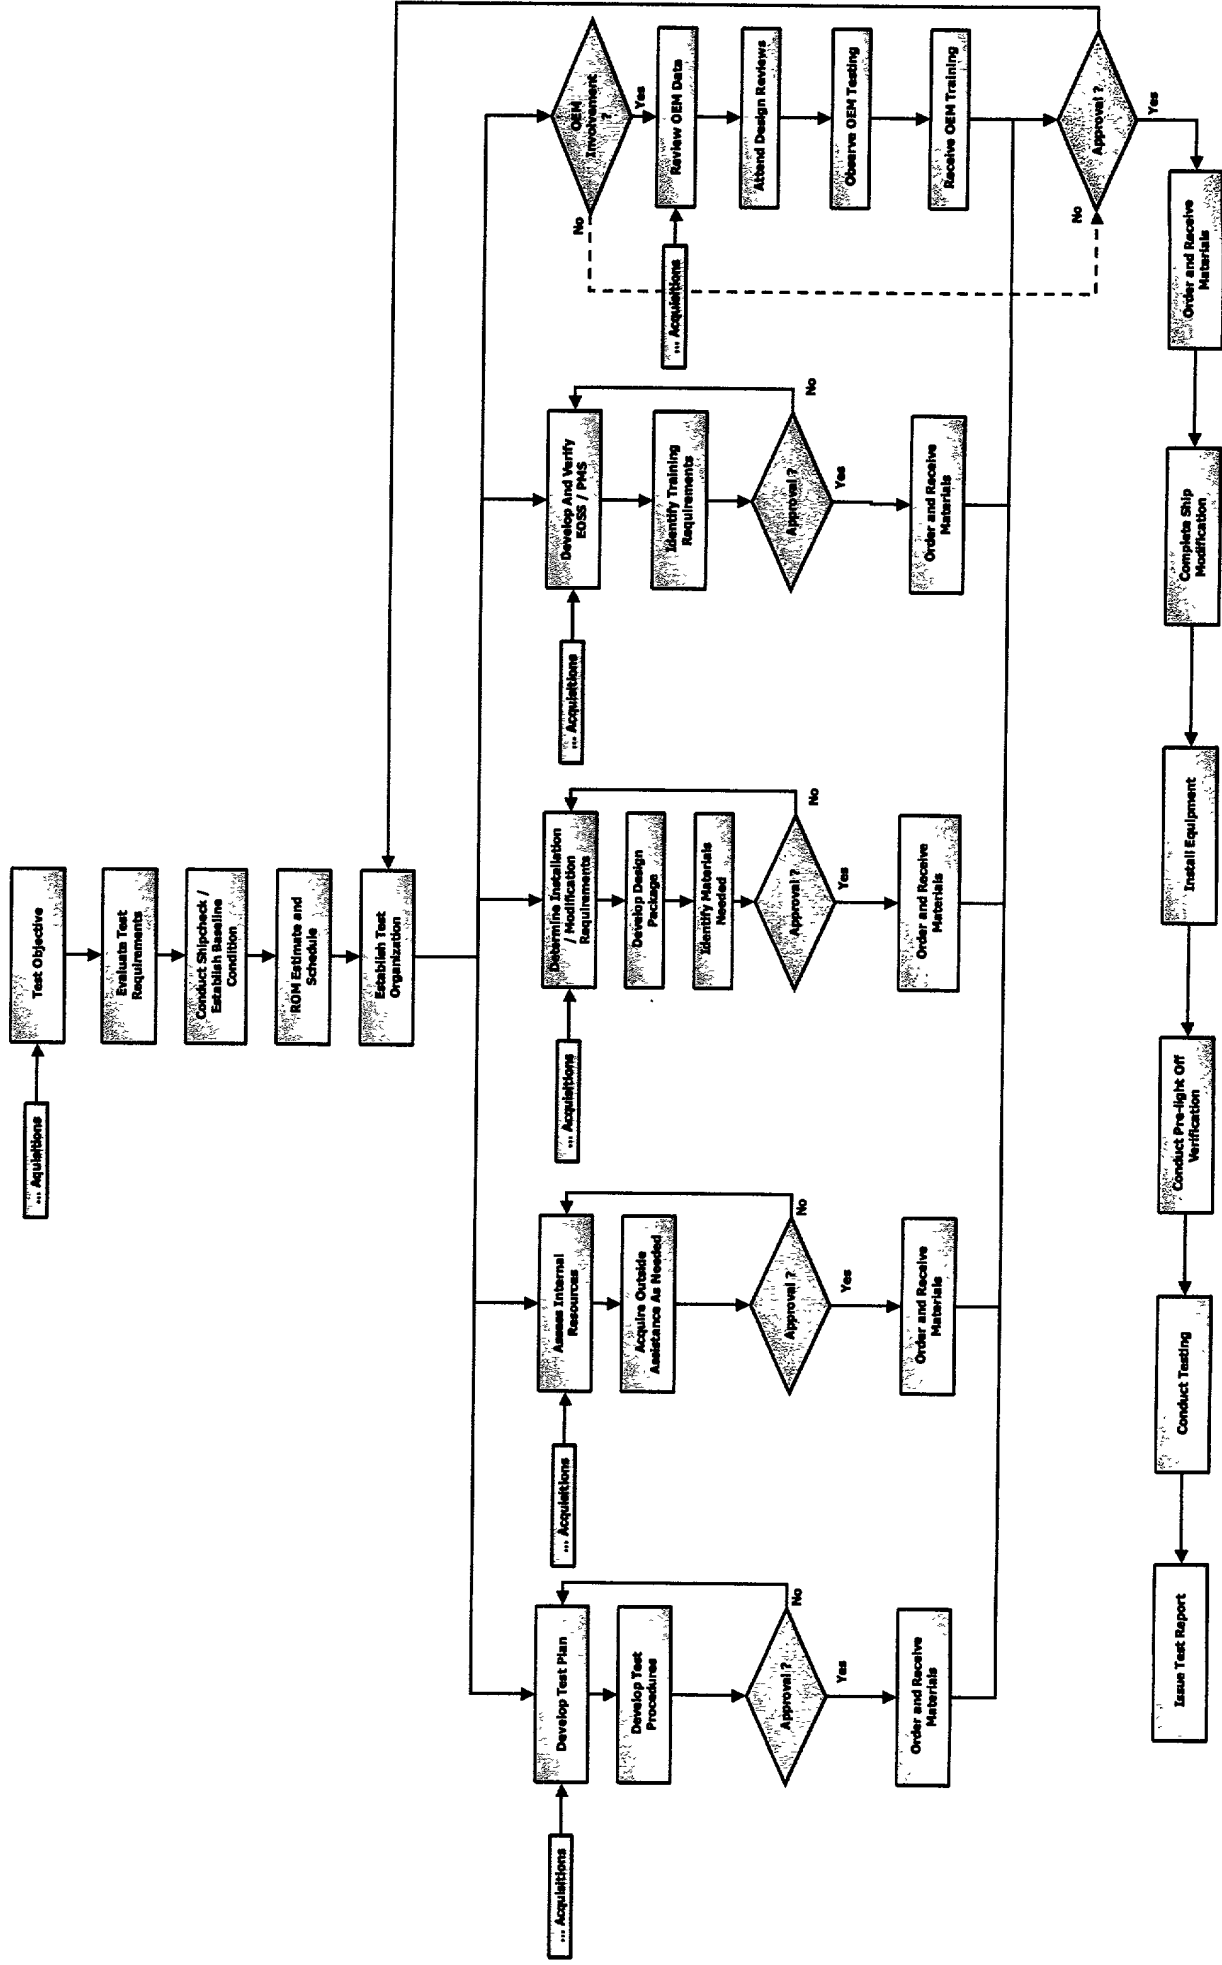 ... Aquisitions
Test Objective
Evaluate Test
Requirements
Conduct Shipcheck /
Establish Baseline
Condition
ROM Estimate and
Schedule
Establish Test
Organization
... Acquisitions
Develop Test Plan
Develop Test
Procedures
Approval ?
No
Yes
Order and Receive
Materials
... Acquisitions
Assess Internal
Resources
Acquire Outside
Assistance As Needed
Approval ?
No
Yes
Order and Receive
Materials
... Acquisitions
Determine Installation
/ Modification
Requirements
Develop Design
Package
Identify Materials
Needed
Approval ?
No
Yes
Order and Receive
Materials
... Acquisitions
Develop And Verify
EOSS / PMS
Identify Training
Requirements
Approval ?
No
Yes
Order and Receive
Materials
OEM
Involvement
?
No
Yes
... Acquisitions
Review OEM Data
Attend Design Reviews
Observe OEM Testing
Receive OEM Training
Approval ?
No
Yes
Order and Receive
Materials
Complete Ship
Modification
Install Equipment
Conduct Pre-light Off
Verification
Conduct Testing
Issue Test Report